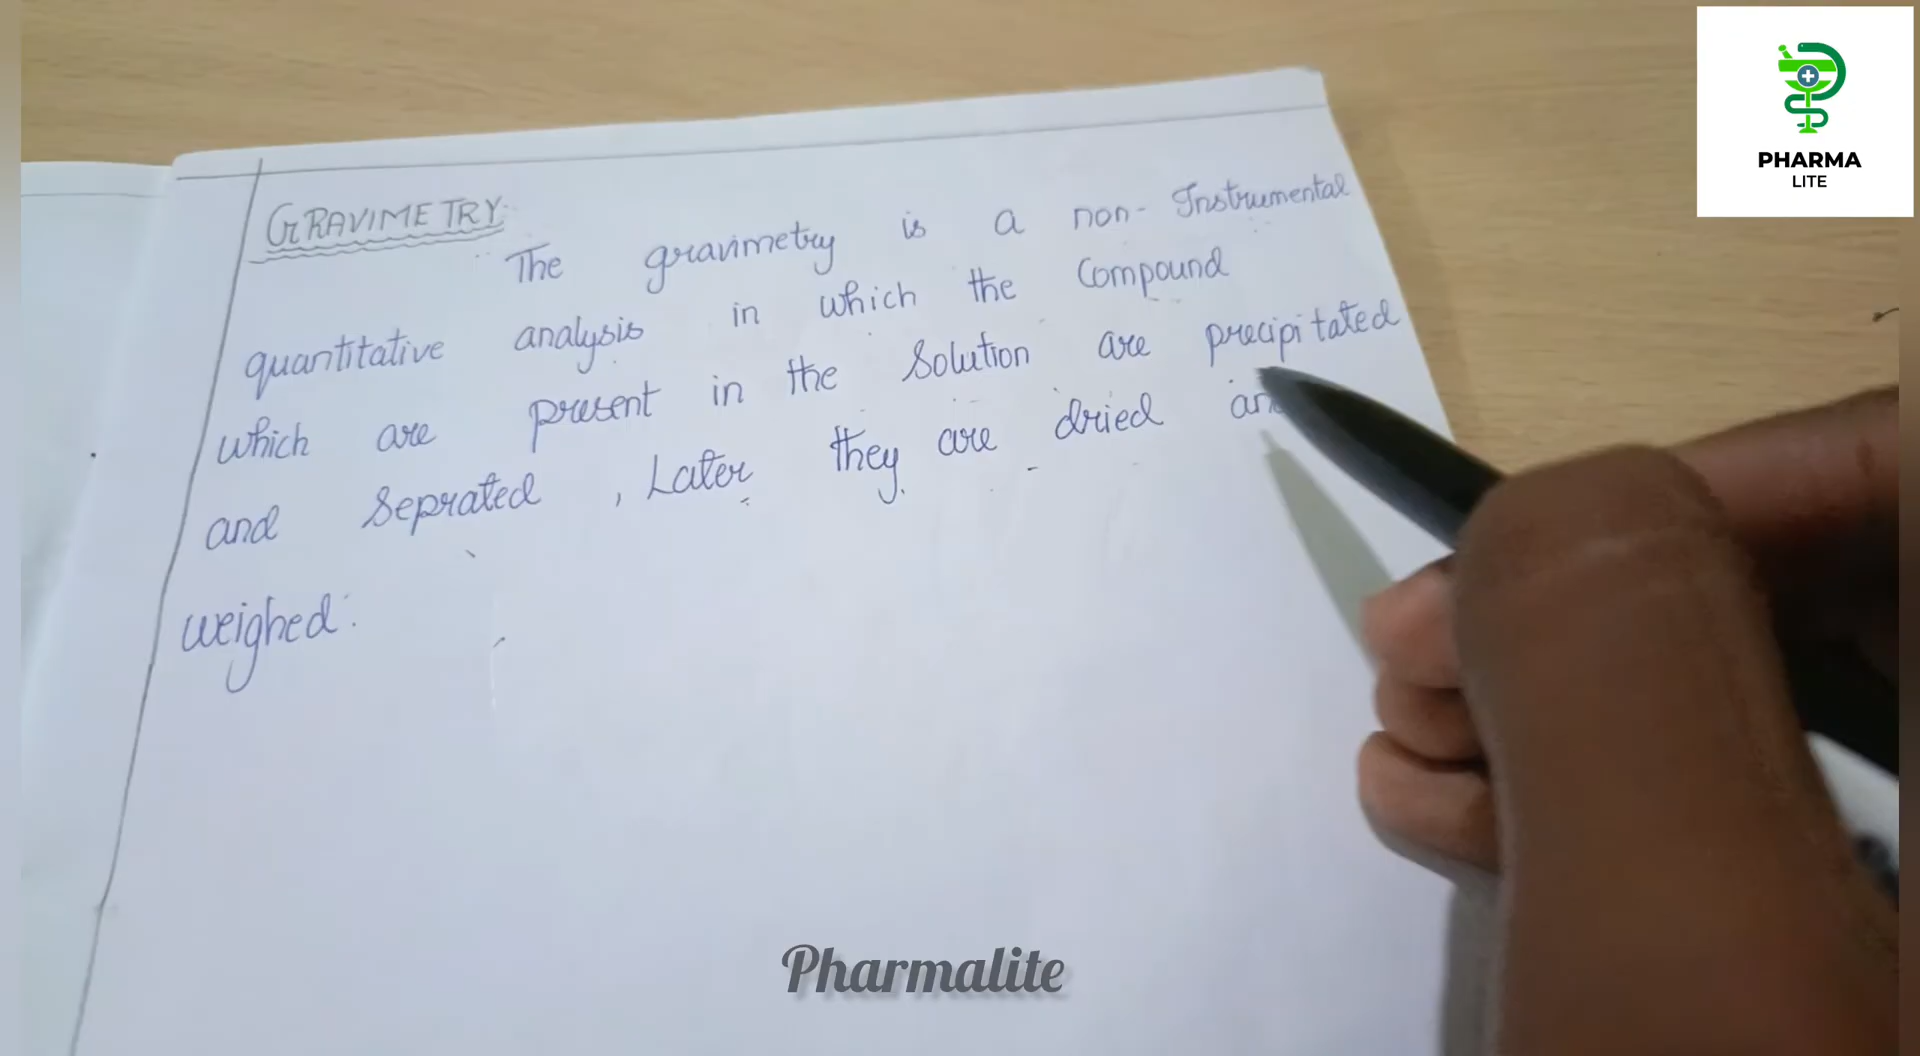 GRAVIMETRY
The gravimetry is a non-Instrumental
quantitative analysis in which the Compound
which are present in the Solution are precipitated
and Seprated , Later they are dried
weighed.
PHARMA
LITE
Pharmalite